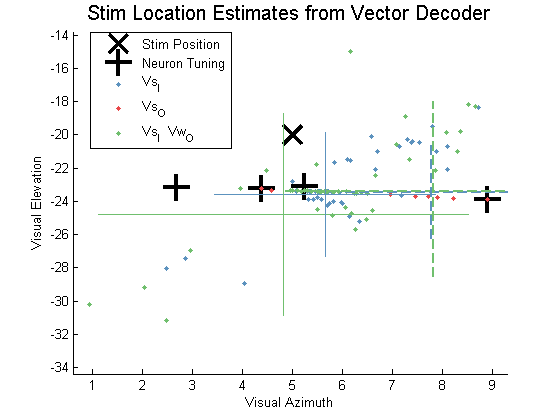 Stim Location Estimates from Vector Decoder
Stim Position
Neuron Tuning
Vs_I
Vs_O
Vs_I Vw_O
Visual Elevation
-14
-16
-18
-20
-22
-24
-26
-28
-30
-32
-34
1 2 3 4 5 6 7 8 9
Visual Azimuth